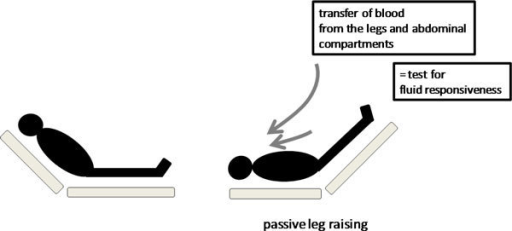 transfer of blood
from the legs and abdominal
compartments
= test for
fluid responsiveness
passive leg raising